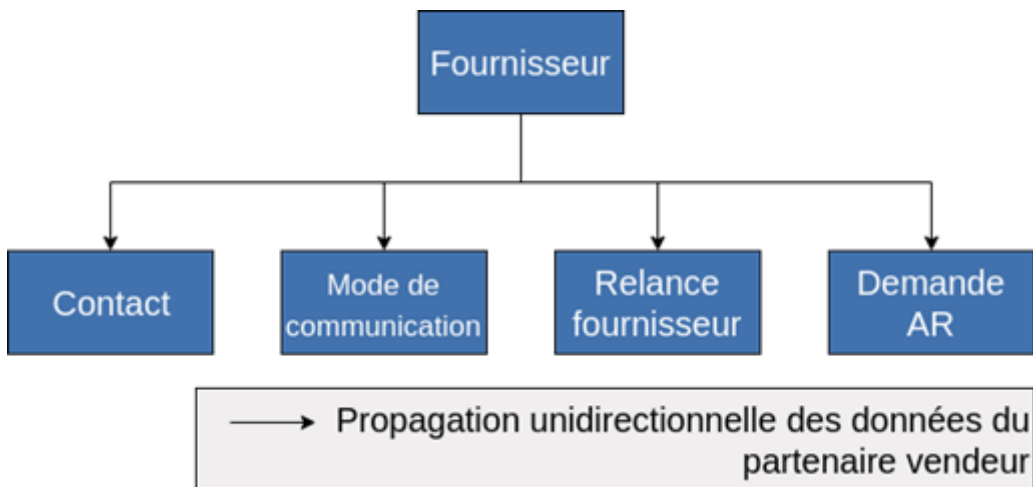 Fournisseur
Contact
Mode de
communication
Relance
fournisseur
Demande
AR
Propagation unidirectionnelle des données du
partenaire vendeur